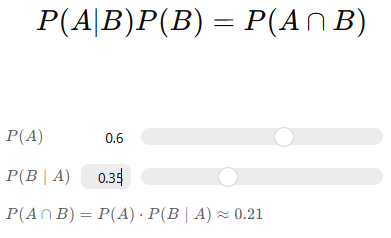 P(A|B)P(B) = P(A ∩ B)
P(A) 0.6
P(B | A) 0.35
P(A ∩ B) = P(A) · P(B | A) ≈ 0.21